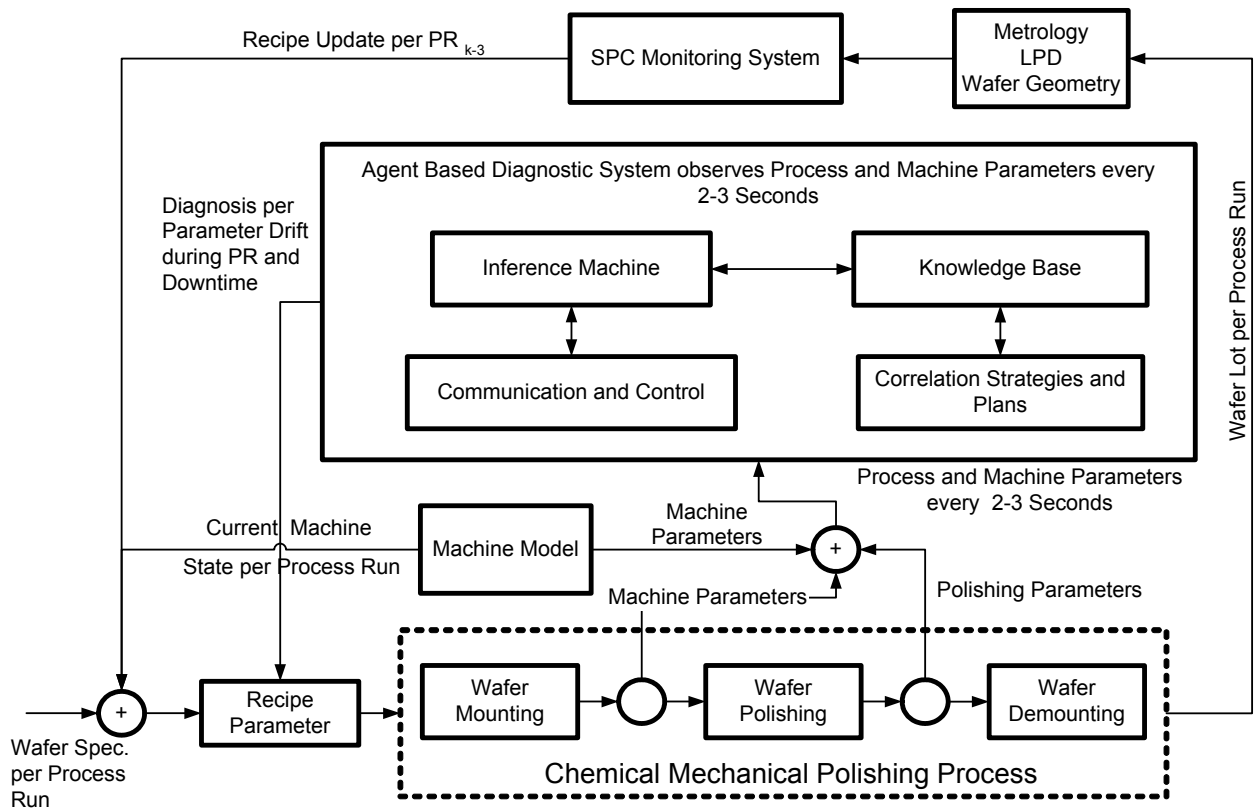 Recipe Update per PR k-3
SPC Monitoring System
Metrology
LPD
Wafer Geometry
Agent Based Diagnostic System observes Process and Machine Parameters every
2-3 Seconds
Diagnosis per
Parameter Drift
during PR and
Downtime
Inference Machine
Knowledge Base
Communication and Control
Correlation Strategies and
Plans
Wafer Lot per Process Run
Process and Machine Parameters
every 2-3 Seconds
Current Machine
State per Process Run
Machine Model
Machine
Parameters
+
Machine Parameters
Polishing Parameters
+
Wafer Spec.
per Process
Run
Recipe
Parameter
Wafer
Mounting
Wafer
Polishing
Wafer
Demounting
Chemical Mechanical Polishing Process